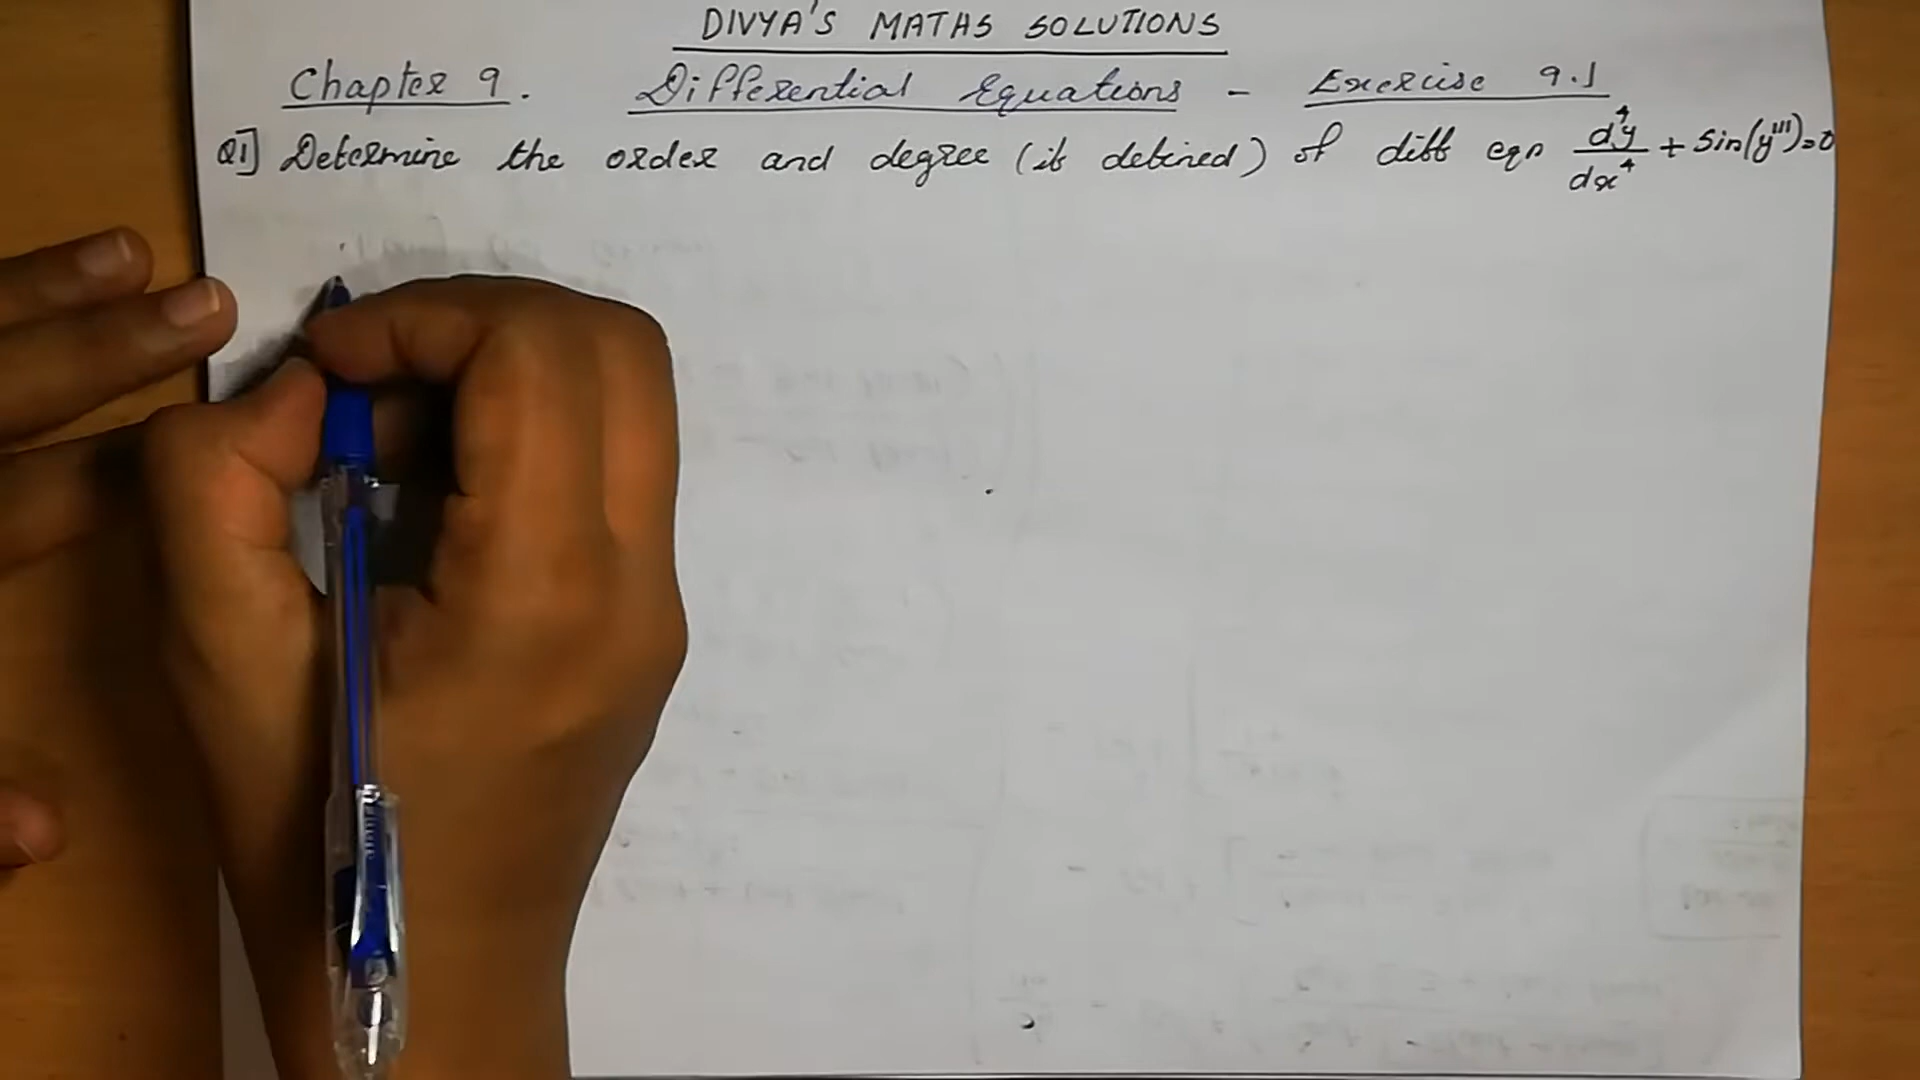 DIVYA'S MATHS SOLUTIONS
Chapter 9. Differential Equations - Exercise 9.1
Q1] Determine the order and degree (if defined) of diff eqn d⁴y/dx⁴ + Sin(y''')=0